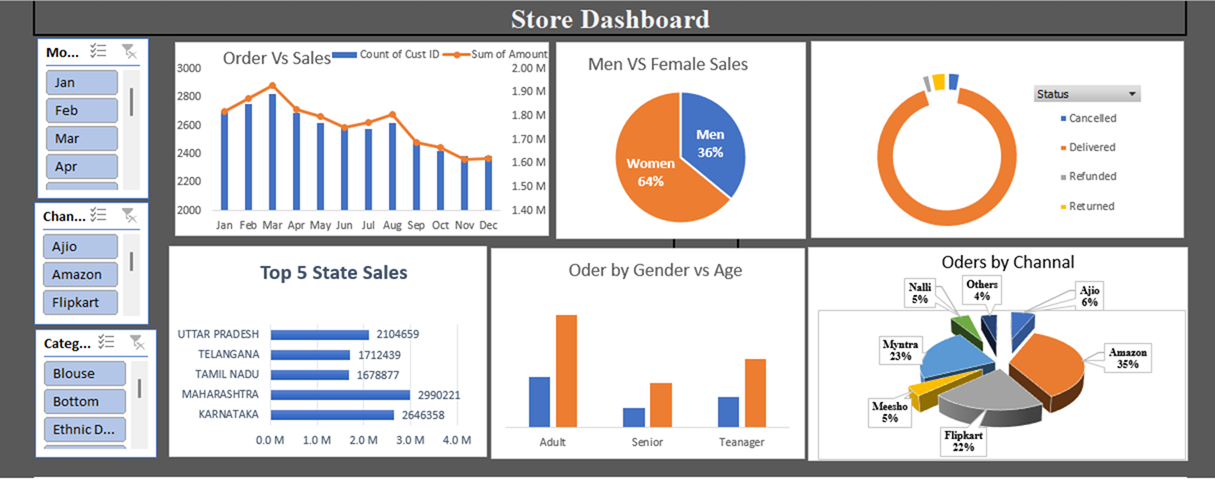 Store Dashboard
Mo...
Jan
Feb
Mar
Apr
Chan...
Ajio
Amazon
Flipkart
Categ...
Blouse
Bottom
Ethnic D...
Order Vs Sales
Count of Cust ID
Sum of Amount
3000
2800
2600
2400
2200
2000
2.00 M
1.90 M
1.80 M
1.70 M
1.60 M
1.50 M
1.40 M
Jan Feb Mar Apr May Jun Jul Aug Sep Oct Nov Dec
Men VS Female Sales
Men
36%
Women
64%
Status
Cancelled
Delivered
Refunded
Returned
Top 5 State Sales
UTTAR PRADESH 2104659
TELANGANA 1712439
TAMIL NADU 1678877
MAHARASHTRA 2990221
KARNATAKA 2646358
0.0 M 1.0 M 2.0 M 3.0 M 4.0 M
Oder by Gender vs Age
Adult Senior Teanager
Oders by Channal
Nalli
5%
Others
4%
Ajio
6%
Myntra
23%
Amazon
35%
Meesho
5%
Flipkart
22%